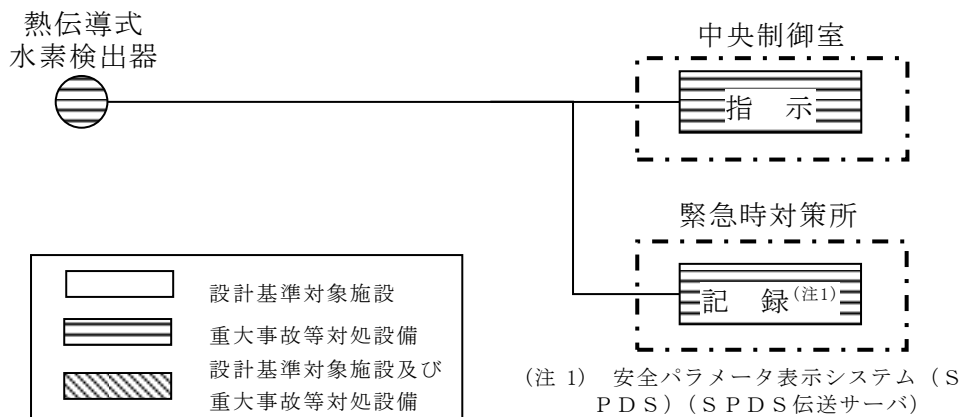 熱伝導式
水素検出器
中央制御室
指　示
緊急時対策所
記　録(注1)
設計基準対象施設
重大事故等対処設備
設計基準対象施設及び
重大事故等対処設備
(注 1)　安全パラメータ表示システム（S
PDS）（SPDS伝送サーバ）